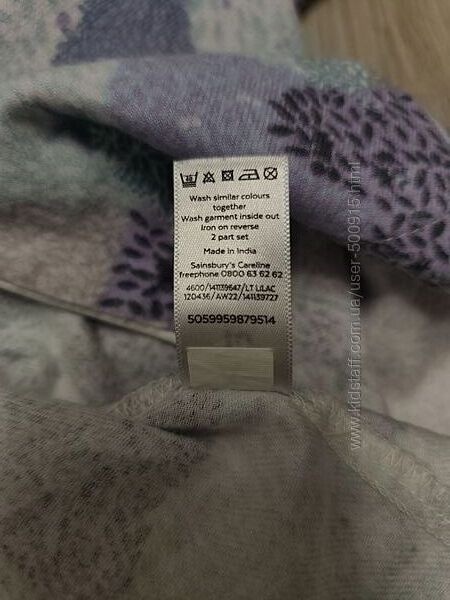 40
Wash similar colours
together
Wash garment inside out
Iron on reverse
2 part set
Made in India
Sainsbury's Careline
freephone 0800 63 62 62
4600/141139647/LT LILAC
120436/AW22/141139727
5059959879514
www.kidstaff.com.ua/user-500915.html